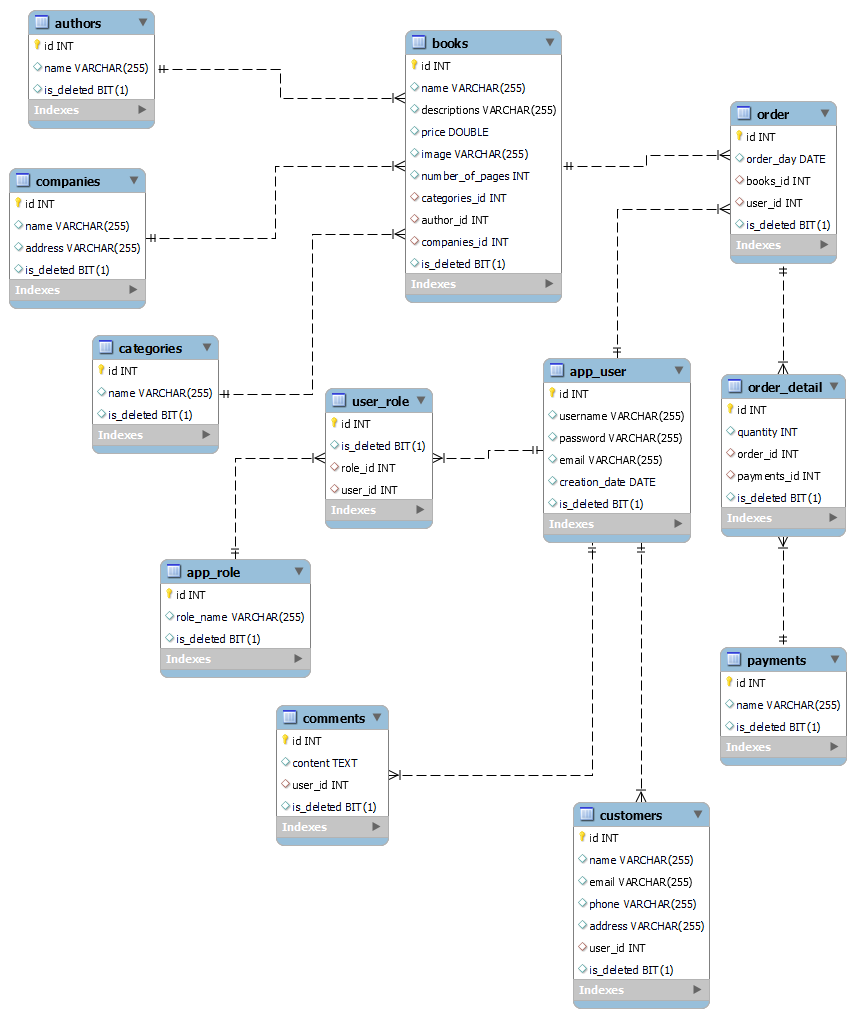 authors
id INT
name VARCHAR(255)
is_deleted BIT(1)
Indexes
books
id INT
name VARCHAR(255)
descriptions VARCHAR(255)
price DOUBLE
image VARCHAR(255)
number_of_pages INT
categories_id INT
author_id INT
companies_id INT
is_deleted BIT(1)
Indexes
order
id INT
order_day DATE
books_id INT
user_id INT
is_deleted BIT(1)
Indexes
companies
id INT
name VARCHAR(255)
address VARCHAR(255)
is_deleted BIT(1)
Indexes
categories
id INT
name VARCHAR(255)
is_deleted BIT(1)
Indexes
user_role
id INT
is_deleted BIT(1)
role_id INT
user_id INT
Indexes
app_user
id INT
username VARCHAR(255)
password VARCHAR(255)
email VARCHAR(255)
creation_date DATE
is_deleted BIT(1)
Indexes
order_detail
id INT
quantity INT
order_id INT
payments_id INT
is_deleted BIT(1)
Indexes
app_role
id INT
role_name VARCHAR(255)
is_deleted BIT(1)
Indexes
payments
id INT
name VARCHAR(255)
is_deleted BIT(1)
Indexes
comments
id INT
content TEXT
user_id INT
is_deleted BIT(1)
Indexes
customers
id INT
name VARCHAR(255)
email VARCHAR(255)
phone VARCHAR(255)
address VARCHAR(255)
user_id INT
is_deleted BIT(1)
Indexes